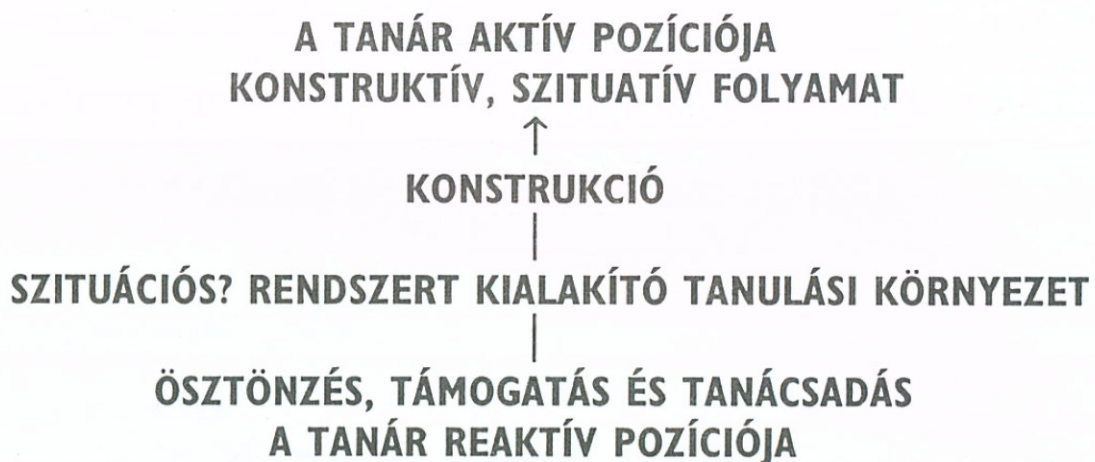 A TANÁR AKTÍV POZÍCIÓJA
KONSTRUKTÍV, SZITUATÍV FOLYAMAT
KONSTRUKCIÓ
SZITUÁCIÓS? RENDSZERT KIALAKÍTÓ TANULÁSI KÖRNYEZET
ÖSZTÖNZÉS, TÁMOGATÁS ÉS TANÁCSADÁS
A TANÁR REAKTÍV POZÍCIÓJA